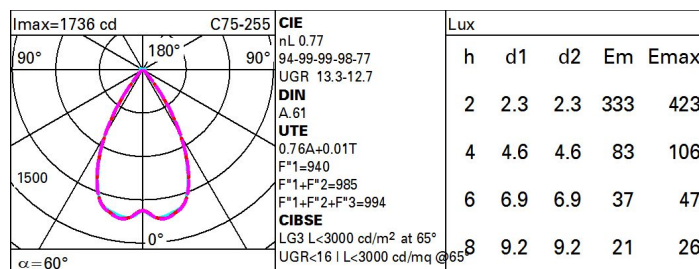 Imax=1736 cd C75-255
90° 180° 90°
1500
0°
α=60°
CIE
nL 0.77
94-99-99-98-77
UGR 13.3-12.7
DIN
A.61
UTE
0.76A+0.01T
F"1=940
F"1+F"2=985
F"1+F"2+F"3=994
CIBSE
LG3 L<3000 cd/m² at 65°
UGR<16 | L<3000 cd/mq @65°
Lux
h d1 d2 Em Emax
2 2.3 2.3 333 423
4 4.6 4.6 83 106
6 6.9 6.9 37 47
8 9.2 9.2 21 26